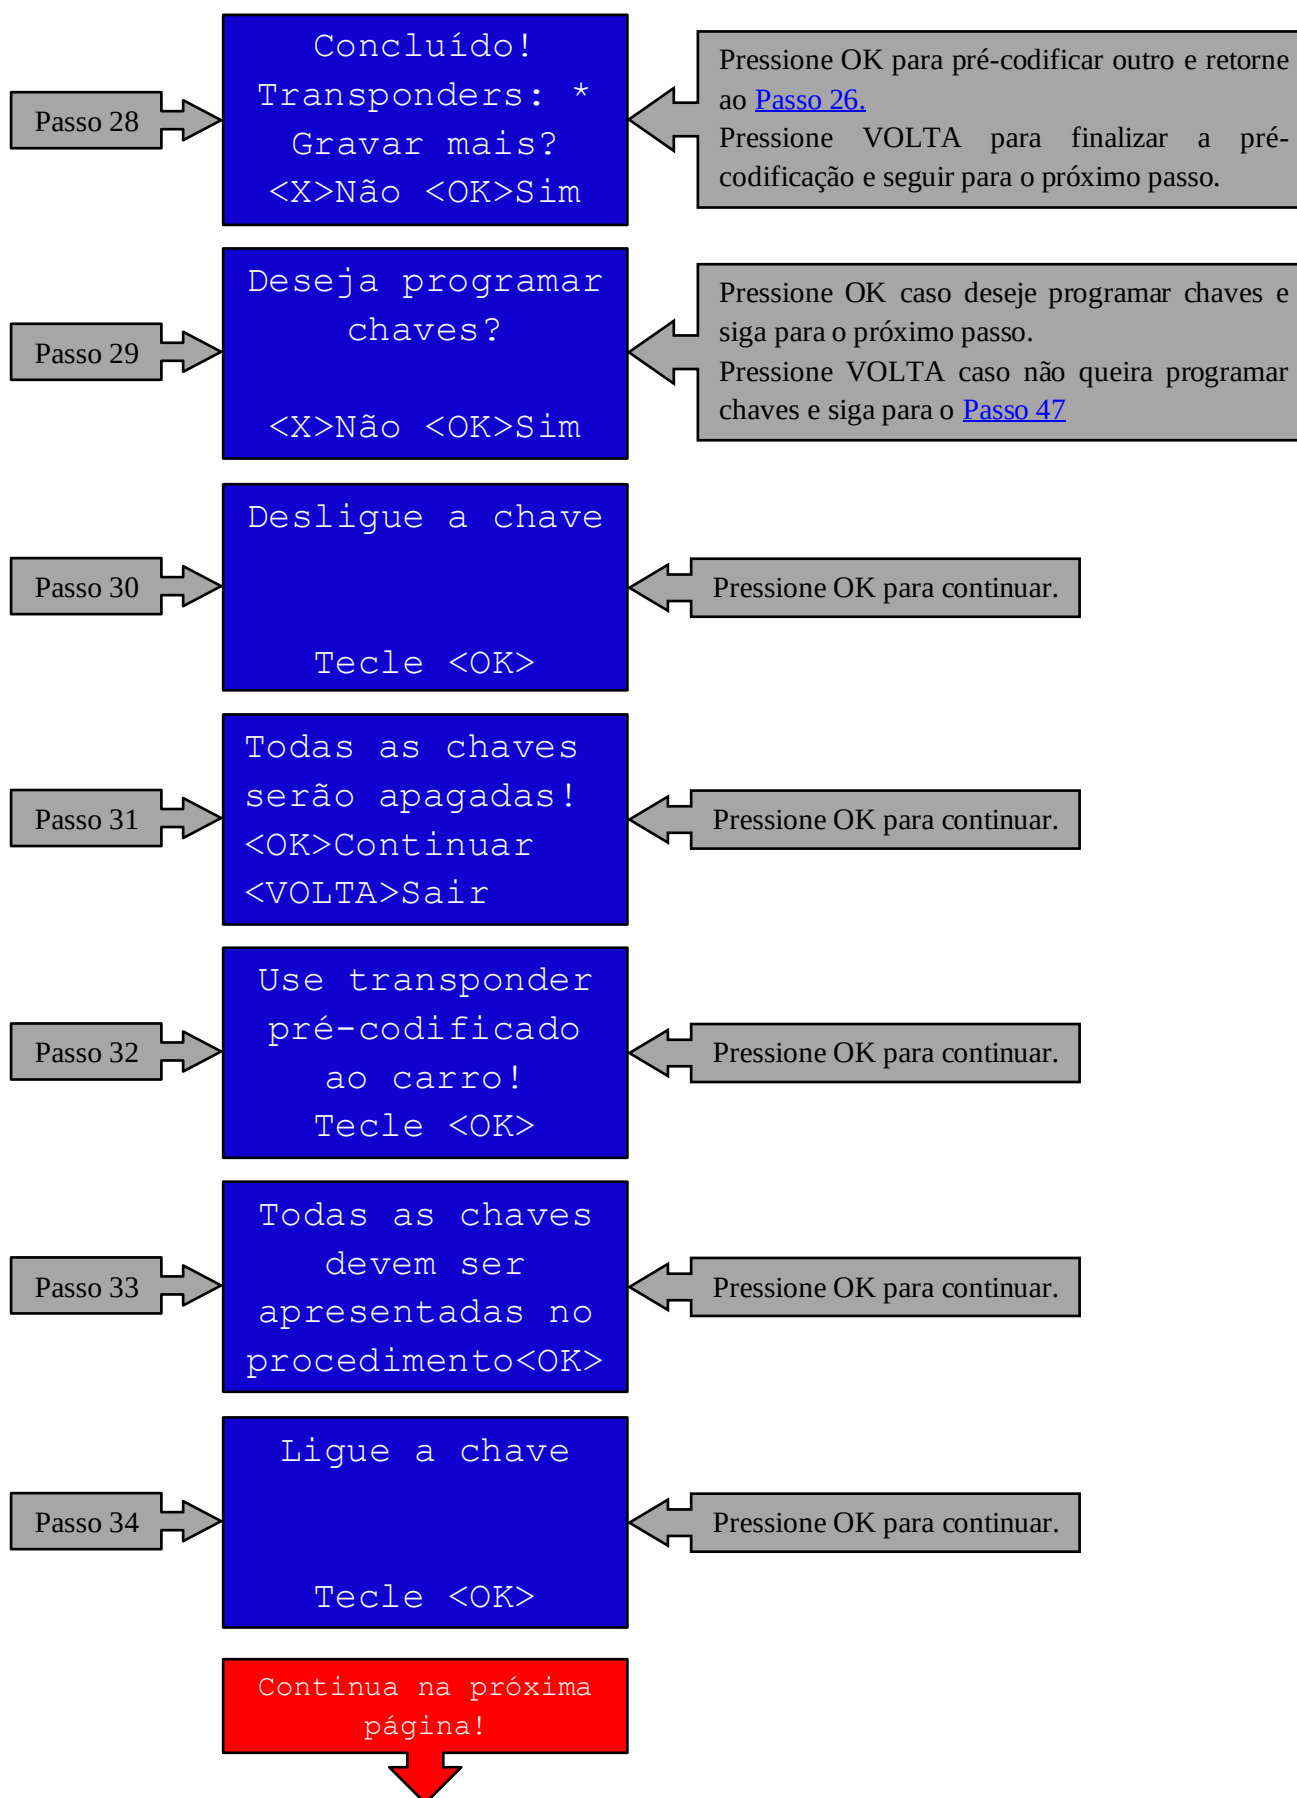 Passo 28
Concluído!
Transponders: *
Gravar mais?
<X>Não <OK>Sim
Pressione OK para pré-codificar outro e retorne
ao Passo 26.
Pressione VOLTA para finalizar a pré-
codificação e seguir para o próximo passo.
Passo 29
Deseja programar
chaves?
<X>Não <OK>Sim
Pressione OK caso deseje programar chaves e
siga para o próximo passo.
Pressione VOLTA caso não queira programar
chaves e siga para o Passo 47
Passo 30
Desligue a chave
Tecle <OK>
Pressione OK para continuar.
Passo 31
Todas as chaves
serão apagadas!
<OK>Continuar
<VOLTA>Sair
Pressione OK para continuar.
Passo 32
Use transponder
pré-codificado
ao carro!
Tecle <OK>
Pressione OK para continuar.
Passo 33
Todas as chaves
devem ser
apresentadas no
procedimento<OK>
Pressione OK para continuar.
Passo 34
Ligue a chave
Tecle <OK>
Pressione OK para continuar.
Continua na próxima
página!